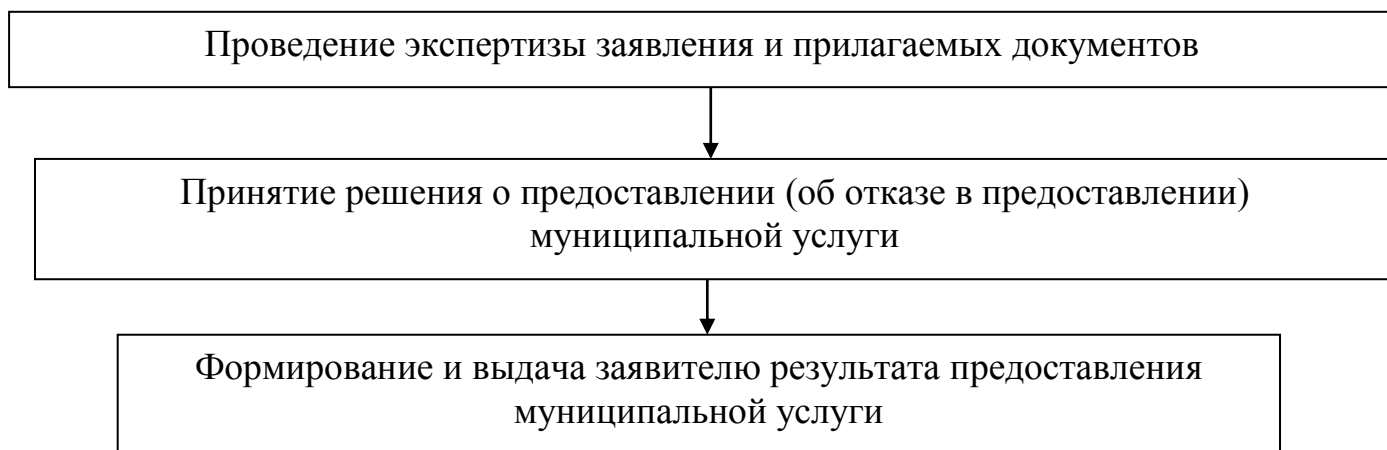 Проведение экспертизы заявления и прилагаемых документов
Принятие решения о предоставлении (об отказе в предоставлении)
муниципальной услуги
Формирование и выдача заявителю результата предоставления
муниципальной услуги